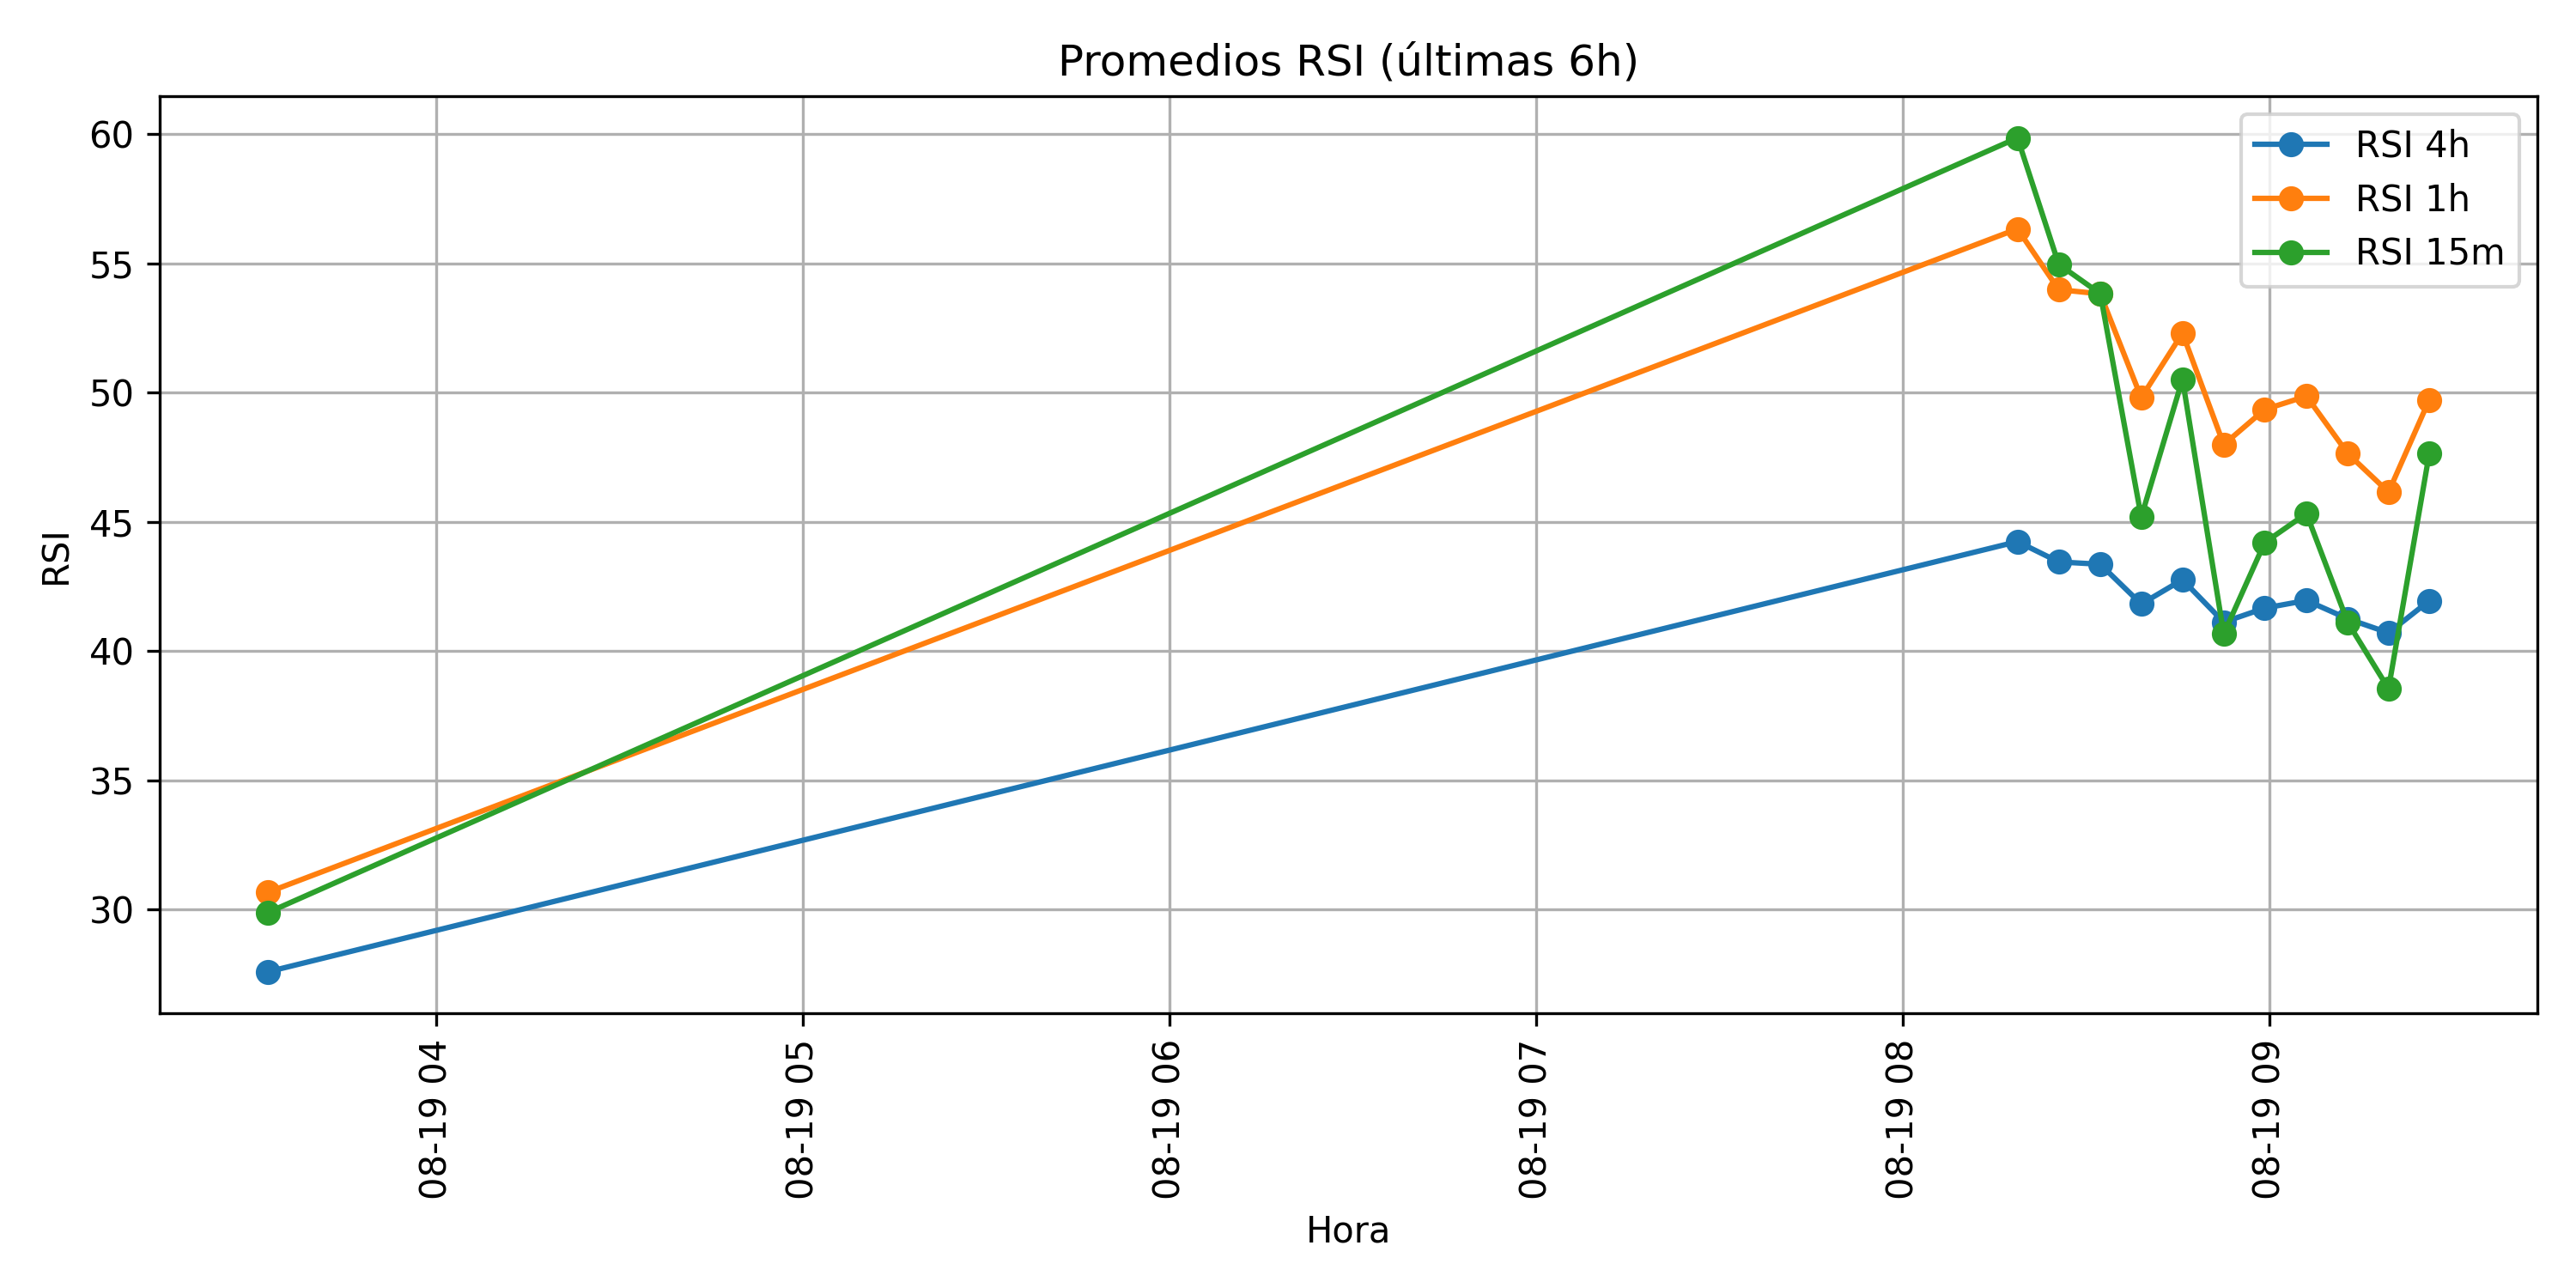 Promedios RSI (últimas 6h)
RSI 4h
RSI 1h
RSI 15m
60
55
50
45
40
35
30
RSI
08-19 04
08-19 05
08-19 06
08-19 07
08-19 08
08-19 09
Hora